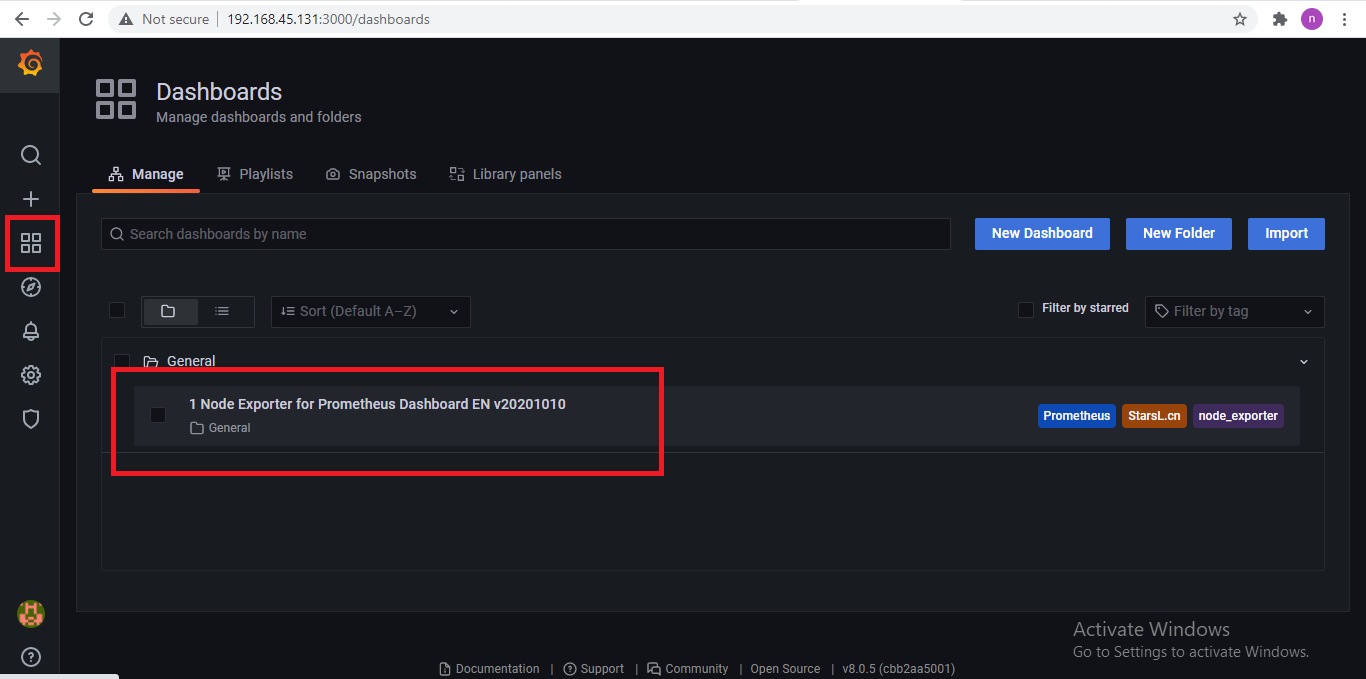 Not secure | 192.168.45.131:3000/dashboards
n
Dashboards
Manage dashboards and folders
Manage
Playlists
Snapshots
Library panels
Search dashboards by name
New Dashboard
New Folder
Import
Sort (Default A–Z)
Filter by starred
Filter by tag
General
1 Node Exporter for Prometheus Dashboard EN v20201010
General
Prometheus
StarsL.cn
node_exporter
Activate Windows
Go to Settings to activate Windows.
Documentation | Support | Community | Open Source | v8.0.5 (cbb2aa5001)